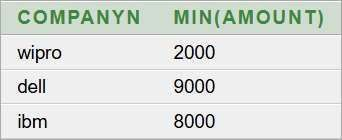 COMPANYN MIN(AMOUNT)
wipro 2000
dell 9000
ibm 8000